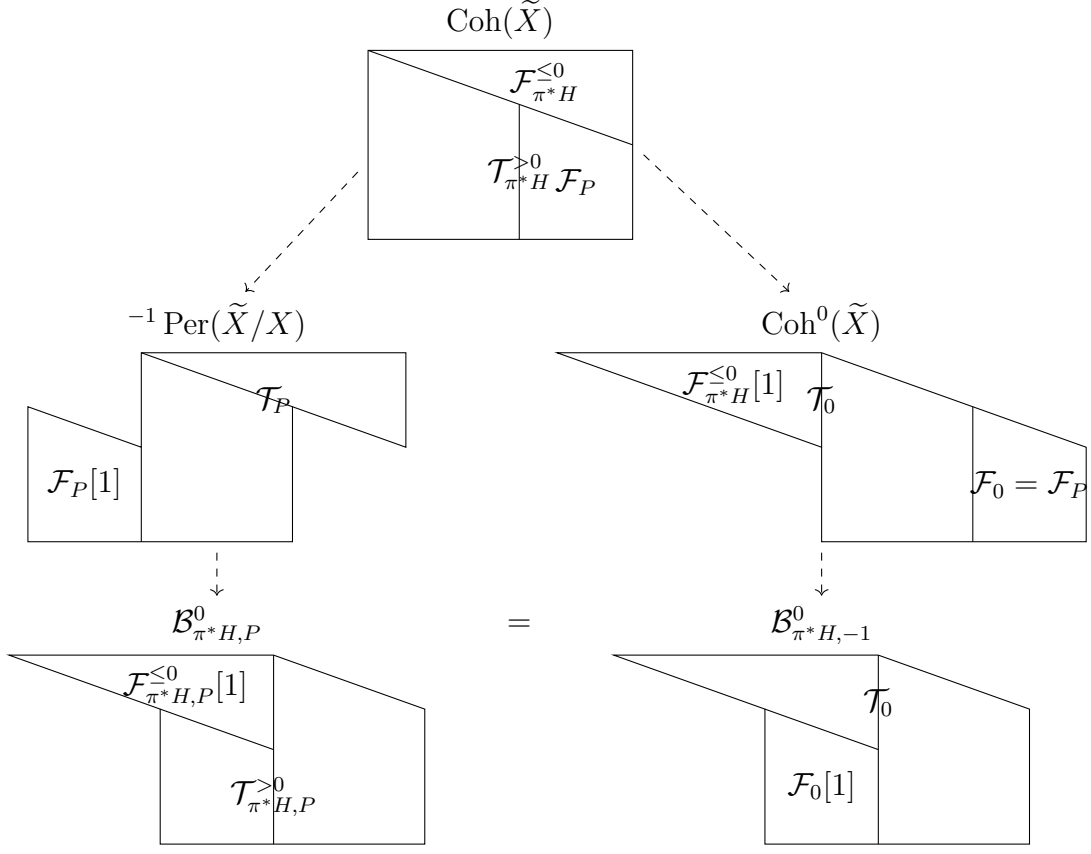 Coh(X̃)
ℱ^{≤0}_{π*H}
𝒯^{>0}_{π*H} ℱ_P
^{−1} Per(X̃/X) Coh^0(X̃)
𝒯_P ℱ^{≤0}_{π*H}[1] 𝒯_0
ℱ_P[1] ℱ_0 = ℱ_P
ℬ^0_{π*H,P} = ℬ^0_{π*H,−1}
ℱ^{≤0}_{π*H,P}[1] 𝒯_0
𝒯^{>0}_{π*H,P} ℱ_0[1]